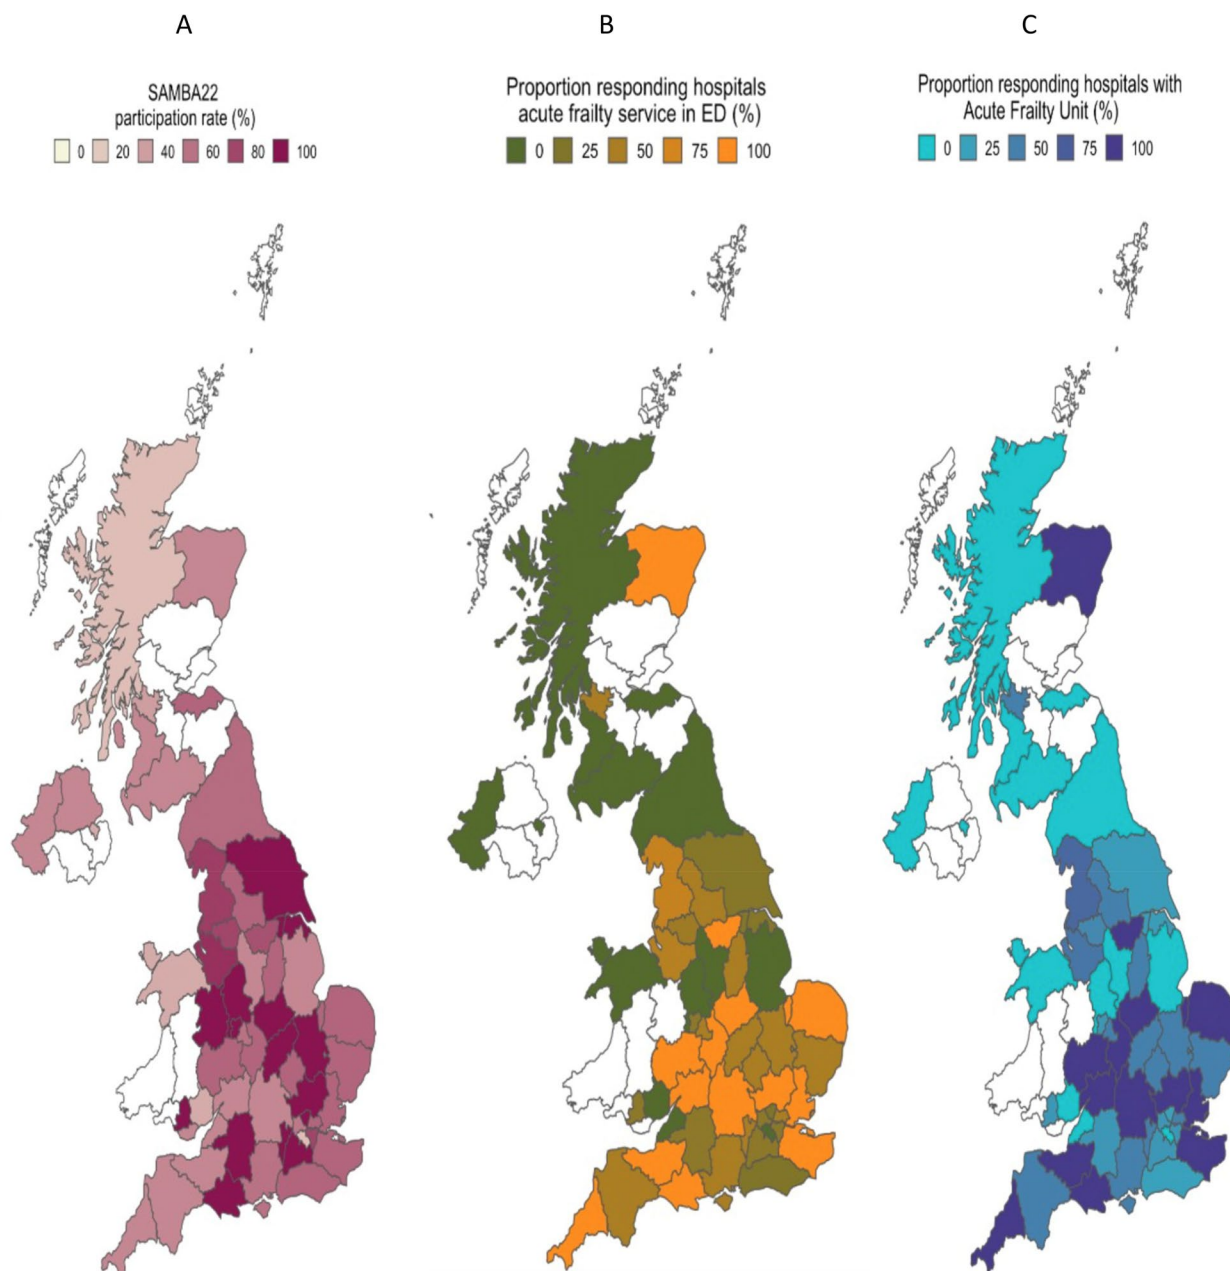 A B C
SAMBA22
participation rate (%)
0 20 40 60 80 100
Proportion responding hospitals
acute frailty service in ED (%)
0 25 50 75 100
Proportion responding hospitals with
Acute Frailty Unit (%)
0 25 50 75 100